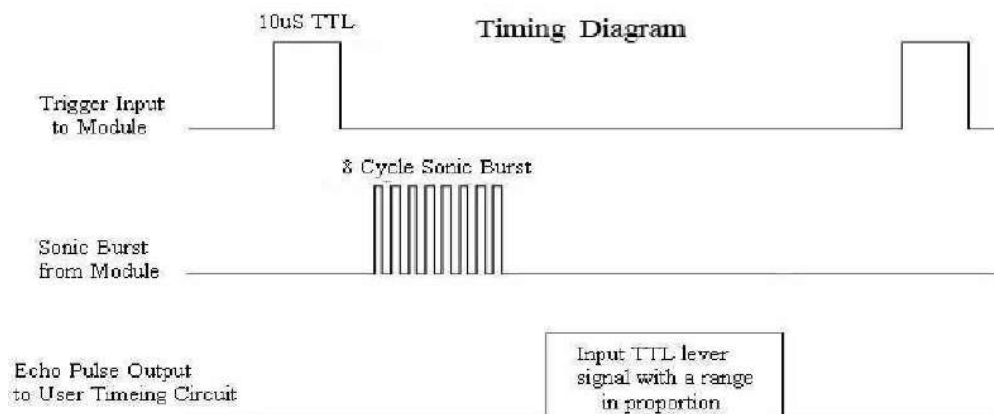 10uS TTL
Timing Diagram
Trigger Input
to Module
8 Cycle Sonic Burst
Sonic Burst
from Module
Echo Pulse Output
to User Timeing Circuit
Input TTL lever
signal with a range
in proportion